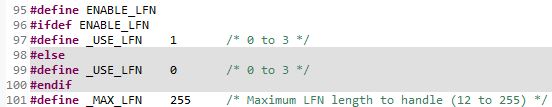 95 #define ENABLE_LFN
96 #ifdef ENABLE_LFN
97 #define _USE_LFN    1       /* 0 to 3 */
98 #else
99 #define _USE_LFN    0       /* 0 to 3 */
100 #endif
101 #define _MAX_LFN    255     /* Maximum LFN length to handle (12 to 255) */